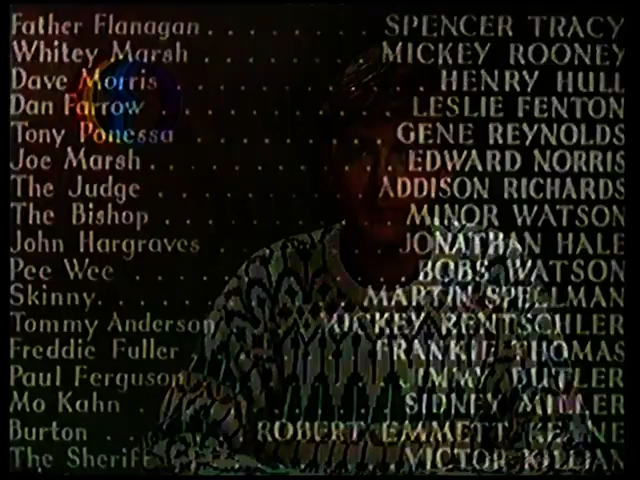 Father Flanagan . . . . . . . . SPENCER TRACY
Whitey Marsh . . . . . . . . MICKEY ROONEY
Dave Morris . . . . . . . . . . . HENRY HULL
Dan Farrow . . . . . . . . . LESLIE FENTON
Tony Ponessa . . . . . . . . GENE REYNOLDS
Joe Marsh . . . . . . . . . . EDWARD NORRIS
The Judge . . . . . . . . ADDISON RICHARDS
The Bishop . . . . . . . . . . MINOR WATSON
John Hargraves . . . . . . . JONATHAN HALE
Pee Wee . . . . . . . . . . . . BOBS WATSON
Skinny. . . . . . . . . . MARTIN SPELLMAN
Tommy Anderson . . . . MICKEY RENTSCHLER
Freddie Fuller . . . . . . . . FRANKIE THOMAS
Paul Ferguson . . . . . . . . JIMMY BUTLER
Mo Kahn . . . . . . . . . . . SIDNEY MILLER
Burton . . . . . . ROBERT EMMETT KEANE
The Sheriff . . . . . . . . . VICTOR KILLIAN